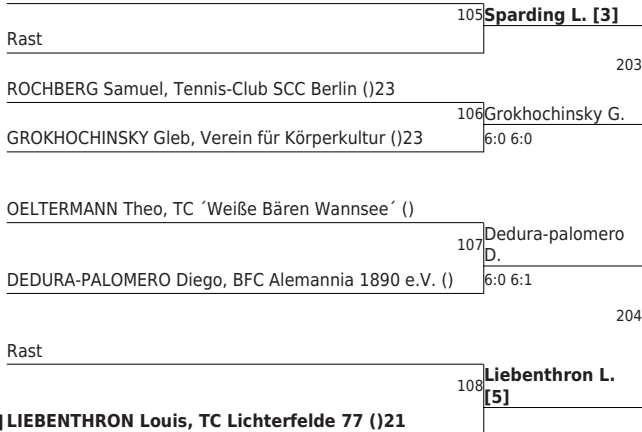 105 Sparding L. [3]
Rast
203
ROCHBERG Samuel, Tennis-Club SCC Berlin ()23
106 Grokhochinsky G.
GROKHOCHINSKY Gleb, Verein für Körperkultur ()23
6:0 6:0
OELTERMANN Theo, TC ´Weiße Bären Wannsee´ ()
107 Dedura-palomero
D.
DEDURA-PALOMERO Diego, BFC Alemannia 1890 e.V. ()
6:0 6:1
204
Rast
108 Liebenthron L.
[5]
LIEBENTHRON Louis, TC Lichterfelde 77 ()21